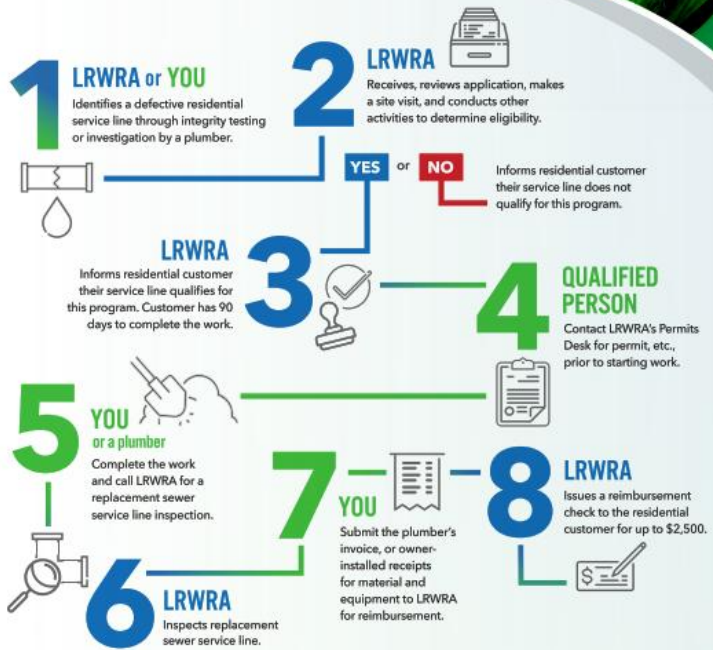 1
LRWRA or YOU
Identifies a defective residential
service line through integrity testing
or investigation by a plumber.
2
LRWRA
Receives, reviews application, makes
a site visit, and conducts other
activities to determine eligibility.
YES or NO
Informs residential customer
their service line does not
qualify for this program.
3
LRWRA
Informs residential customer
their service line qualifies for
this program. Customer has 90
days to complete the work.
4
QUALIFIED
PERSON
Contact LRWRA's Permits
Desk for permit, etc.,
prior to starting work.
5
YOU
or a plumber
Complete the work
and call LRWRA for a
replacement sewer
service line inspection.
6
LRWRA
Inspects replacement
sewer service line.
7
YOU
Submit the plumber's
invoice, or owner-
installed receipts
for material and
equipment to LRWRA
for reimbursement.
8
LRWRA
Issues a reimbursement
check to the residential
customer for up to $2,500.
$